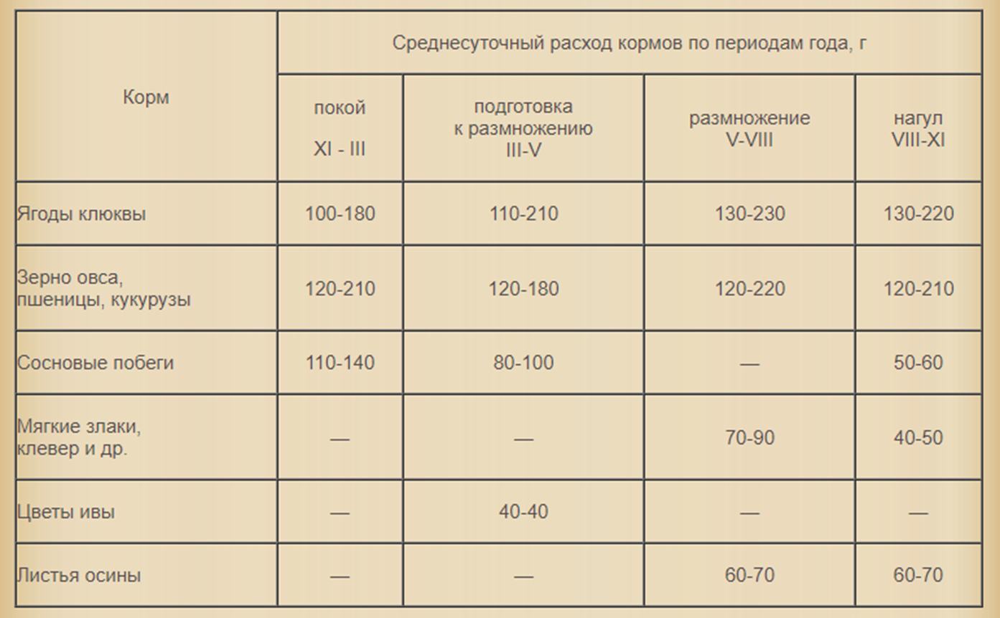 Корм
Среднесуточный расход кормов по периодам года, г
покой
XI - III
подготовка
к размножению
III-V
размножение
V-VIII
нагул
VIII-XI
Ягоды клюквы
100-180
110-210
130-230
130-220
Зерно овса,
пшеницы, кукурузы
120-210
120-180
120-220
120-210
Сосновые побеги
110-140
80-100
—
50-60
Мягкие злаки,
клевер и др.
—
—
70-90
40-50
Цветы ивы
—
40-40
—
—
Листья осины
—
—
60-70
60-70